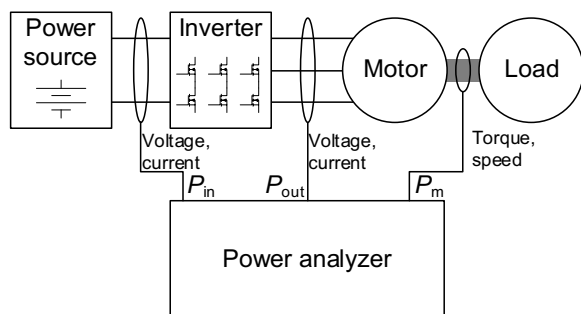 Power
source
Inverter
Motor
Load
Voltage,
current
Voltage,
current
Torque,
speed
Pin
Pout
Pm
Power analyzer